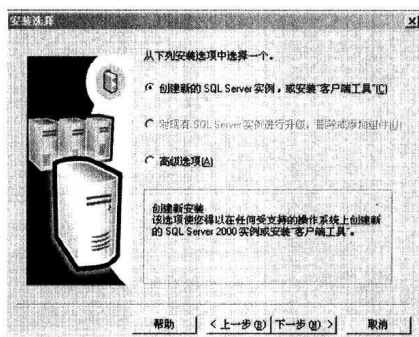 安装选择
从下列安装选项中选择一个。
创建新的 SQL Server 实例，或安装“客户端工具”(C)
对现有 SQL Server 实例进行升级，删除或添加组件(U)
高级选项(A)
创建新安装
该选项使您得以在任何受支持的操作系统上创建新
的 SQL Server 2000 实例或安装“客户端工具”。
帮助
< 上一步(B)
下一步(N) >
取消